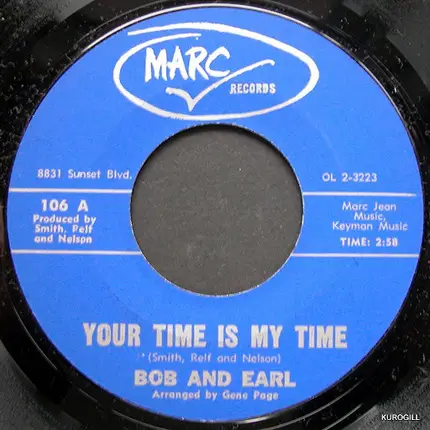 MARC
RECORDS
8831 Sunset Blvd.
OL 2-3223
106 A
Produced by
Smith, Relf
and Nelson
Marc Jean
Music,
Keyman Music
TIME: 2:58
YOUR TIME IS MY TIME
(Smith, Relf and Nelson)
BOB AND EARL
Arranged by Gene Page
KUROGILL